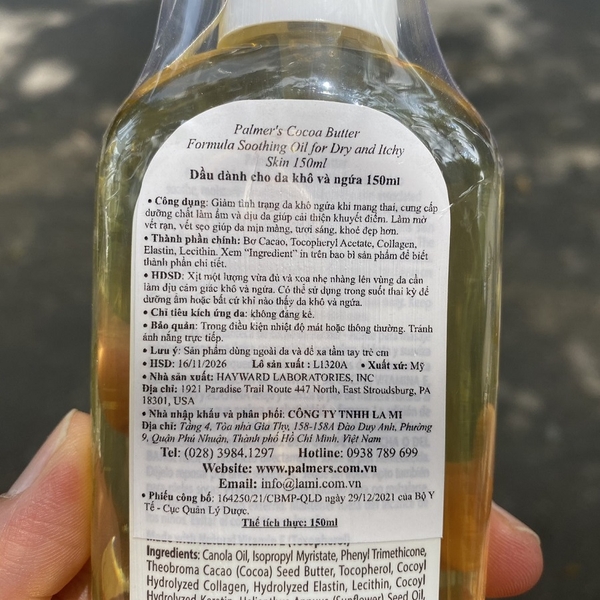 Palmer's Cocoa Butter
Formula Soothing Oil for Dry and Itchy
Skin 150ml
Dầu dành cho da khô và ngứa 150ml
• Công dụng: Giảm tình trạng da khô ngứa khi mang thai, cung cấp
dưỡng chất làm ẩm và dịu da giúp cải thiện khuyết điểm. Làm mờ
vết rạn, vết sẹo giúp da mịn màng, tươi sáng, khoẻ đẹp hơn.
• Thành phần chính: Bơ Cacao, Tocopheryl Acetate, Collagen,
Elastin, Lecithin. Xem "Ingredient" in trên bao bì sản phẩm để biết
thành phần chi tiết.
• HDSD: Xịt một lượng vừa đủ và xoa nhẹ nhàng lên vùng da cần
làm dịu cảm giác khô và ngứa. Có thể sử dụng trong suốt thai kỳ để
dưỡng ẩm hoặc bất cứ khi nào thấy da khô và ngứa.
• Chỉ tiêu kích ứng da: không đáng kể.
• Bảo quản: Trong điều kiện nhiệt độ mát hoặc thông thường. Tránh
ánh nắng trực tiếp.
• Lưu ý: Sản phẩm dùng ngoài da và để xa tầm tay trẻ em
• HSD: 16/11/2026 Lô sản xuất : L1320A • Xuất xứ: Mỹ
• Nhà sản xuất: HAYWARD LABORATORIES, INC
Địa chỉ: 1921 Paradise Trail Route 447 North, East Stroudsburg, PA
18301, USA
• Nhà nhập khẩu và phân phối: CÔNG TY TNHH LA MI
Địa chỉ: Tầng 4, Tòa nhà Gia Thy, 158-158A Đào Duy Anh, Phường
9, Quận Phú Nhuận, Thành phố Hồ Chí Minh, Việt Nam
Tel: (028) 3984.1297 Hotline: 0938 789 699
Website: www.palmers.com.vn
Email: info@lami.com.vn
• Phiếu công bố: 164250/21/CBMP-QLD ngày 29/12/2021 của Bộ Y
Tế - Cục Quản Lý Dược.
Thể tích thực: 150ml
Ingredients: Canola Oil, Isopropyl Myristate, Phenyl Trimethicone,
Theobroma Cacao (Cocoa) Seed Butter, Tocopherol, Cocoyl
Hydrolyzed Collagen, Hydrolyzed Elastin, Lecithin, Cocoyl
Hydrolyzed Keratin, Helianthus Annuus (Sunflower) Seed Oil,